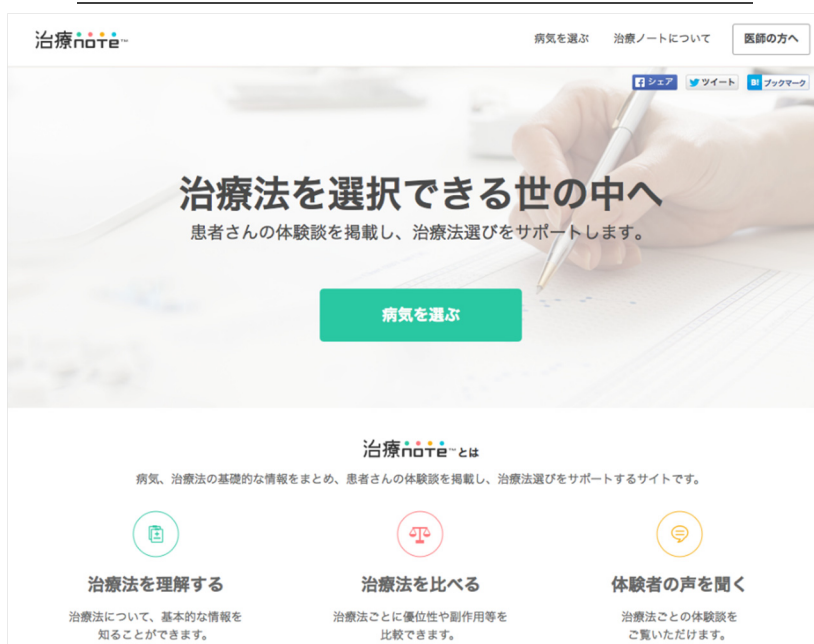 治療note™
病気を選ぶ 治療ノートについて 医師の方へ
シェア ツイート B! ブックマーク
治療法を選択できる世の中へ
患者さんの体験談を掲載し、治療法選びをサポートします。
病気を選ぶ
治療note™とは
病気、治療法の基礎的な情報をまとめ、患者さんの体験談を掲載し、治療法選びをサポートするサイトです。
治療法を理解する 治療法を比べる 体験者の声を聞く
治療法について、基本的な情報を 治療法ごとに優位性や副作用等を 治療法ごとの体験談を
知ることができます。 比較できます。 ご覧いただけます。